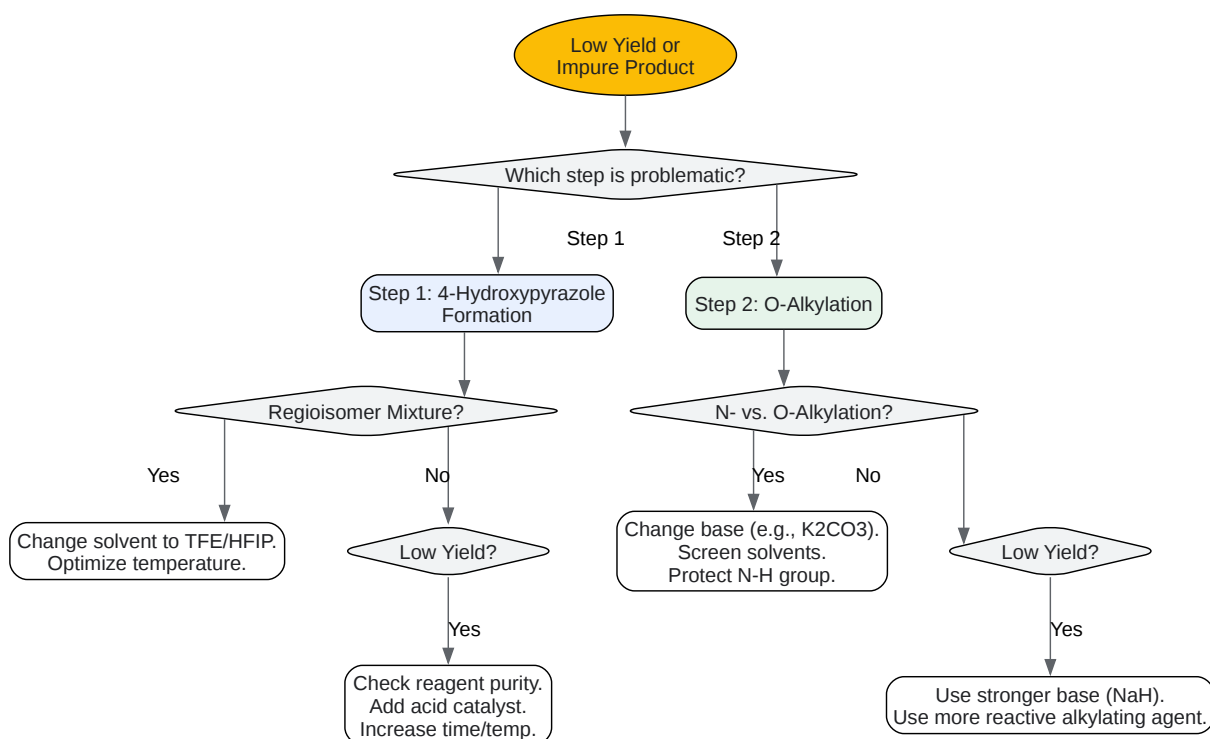 Low Yield or
Impure Product
Which step is problematic?
Step 1
Step 2
Step 1: 4-Hydroxypyrazole
Formation
Step 2: O-Alkylation
Regioisomer Mixture?
N- vs. O-Alkylation?
Yes
No
Yes
No
Change solvent to TFE/HFIP.
Optimize temperature.
Low Yield?
Change base (e.g., K2CO3).
Screen solvents.
Protect N-H group.
Low Yield?
Yes
Yes
Check reagent purity.
Add acid catalyst.
Increase time/temp.
Use stronger base (NaH).
Use more reactive alkylating agent.